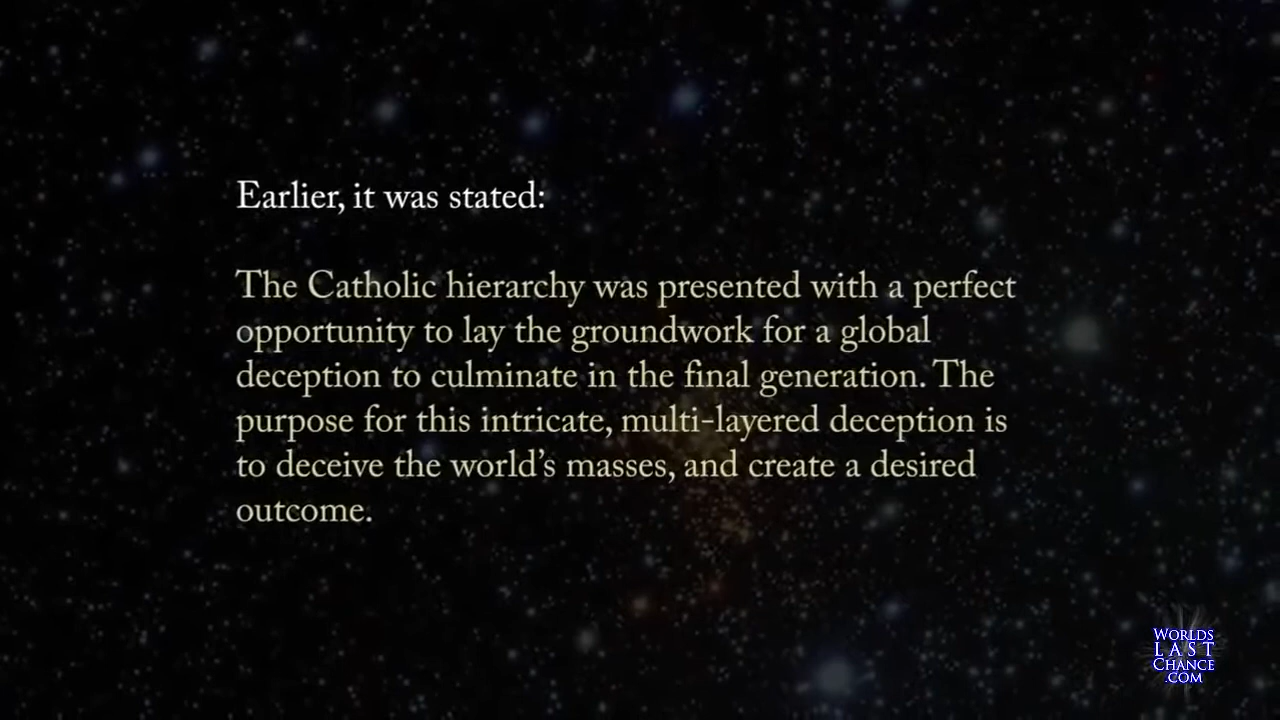 Earlier, it was stated:
The Catholic hierarchy was presented with a perfect
opportunity to lay the groundwork for a global
deception to culminate in the final generation. The
purpose for this intricate, multi-layered deception is
to deceive the world’s masses, and create a desired
outcome.
WORLDS
LAST
CHANCE
.COM